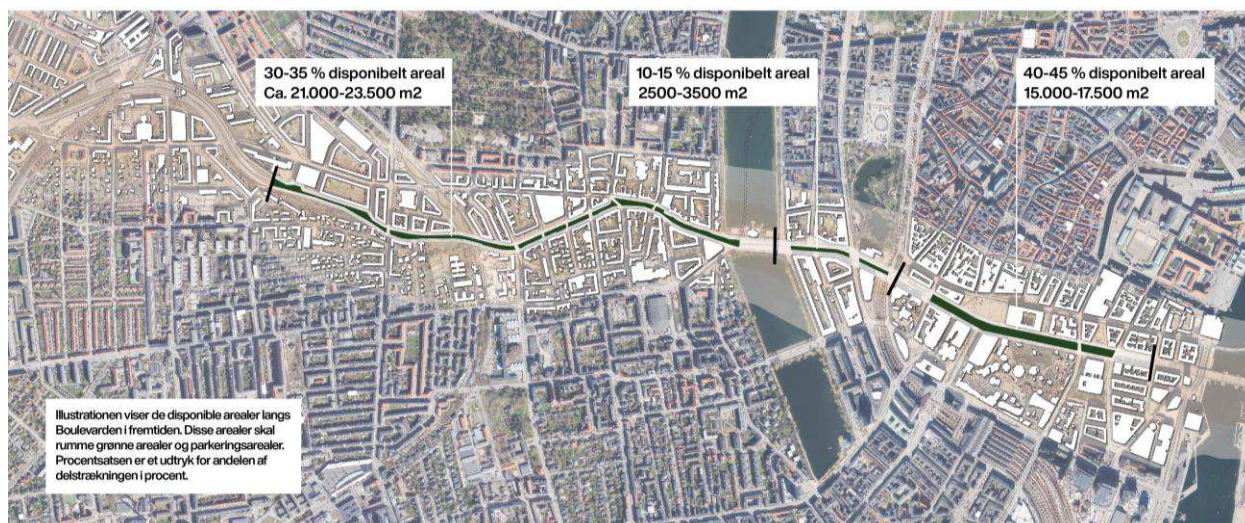 30-35 % disponibelt areal
Ca. 21.000-23.500 m2
10-15 % disponibelt areal
2500-3500 m2
40-45 % disponibelt areal
15.000-17.500 m2
Illustrationen viser de disponible arealer langs
Boulevarden i fremtiden. Disse arealer skal
rumme grønne arealer og parkeringsarealer.
Procentsatsen er et udtryk for andelen af
delstrækningen i procent.